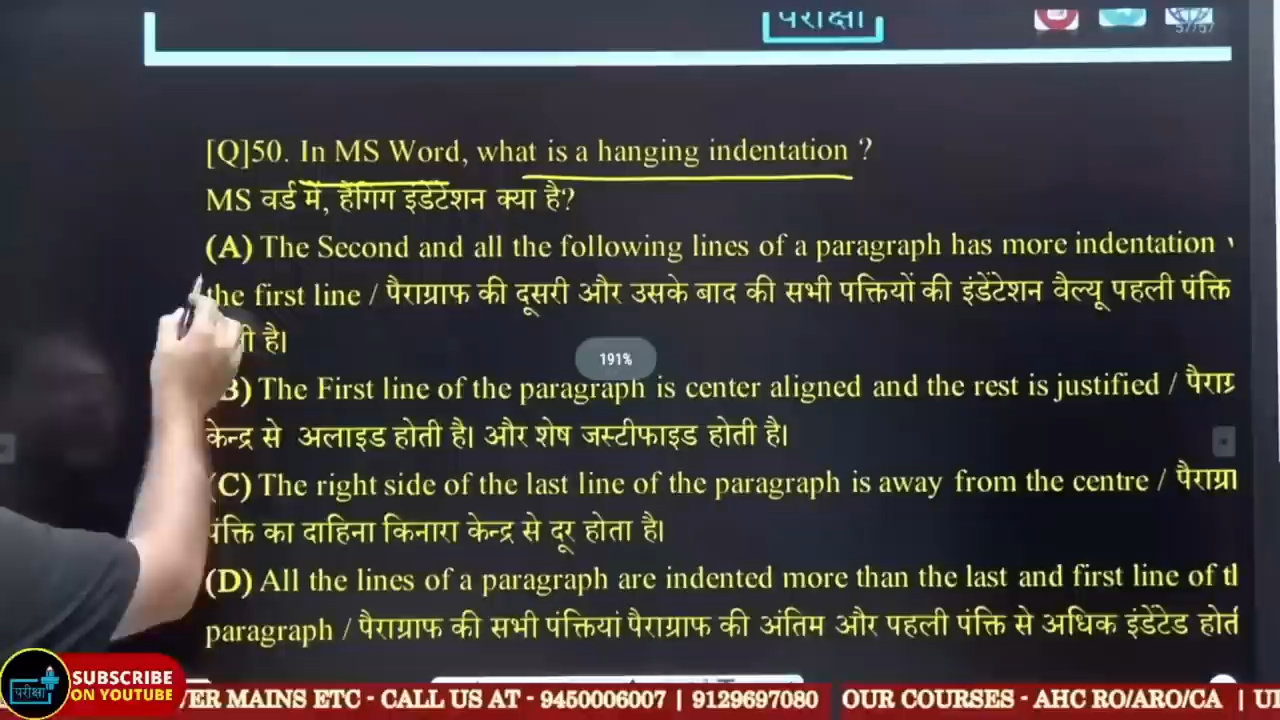 परीक्षा
57/57
[Q]50. In MS Word, what is a hanging indentation ?
MS वर्ड में, हैंगिग इडेंटेशन क्या है?
(A) The Second and all the following lines of a paragraph has more indentation
the first line / पैराग्राफ की दूसरी और उसके बाद की सभी पक्तियों की इंडेंटेशन वैल्यू पहली पंक्ति
है।
191%
B) The First line of the paragraph is center aligned and the rest is justified /
केन्द्र से अलाइड होती है। और शेष जस्टीफाइड होती है।
(C) The right side of the last line of the paragraph is away from the centre /
पंक्ति का दाहिना किनारा केन्द्र से दूर होता है।
(D) All the lines of a paragraph are indented more than the last and first line of
paragraph / पैराग्राफ की सभी पंक्तियां पैराग्राफ की अंतिम और पहली पंक्ति से अधिक इंडेंटेड
परीक्षा
SUBSCRIBE
ON YOUTUBE
VER MAINS ETC - CALL US AT - 9450006007 | 9129697080 OUR COURSES - AHC RO/ARO/CA |